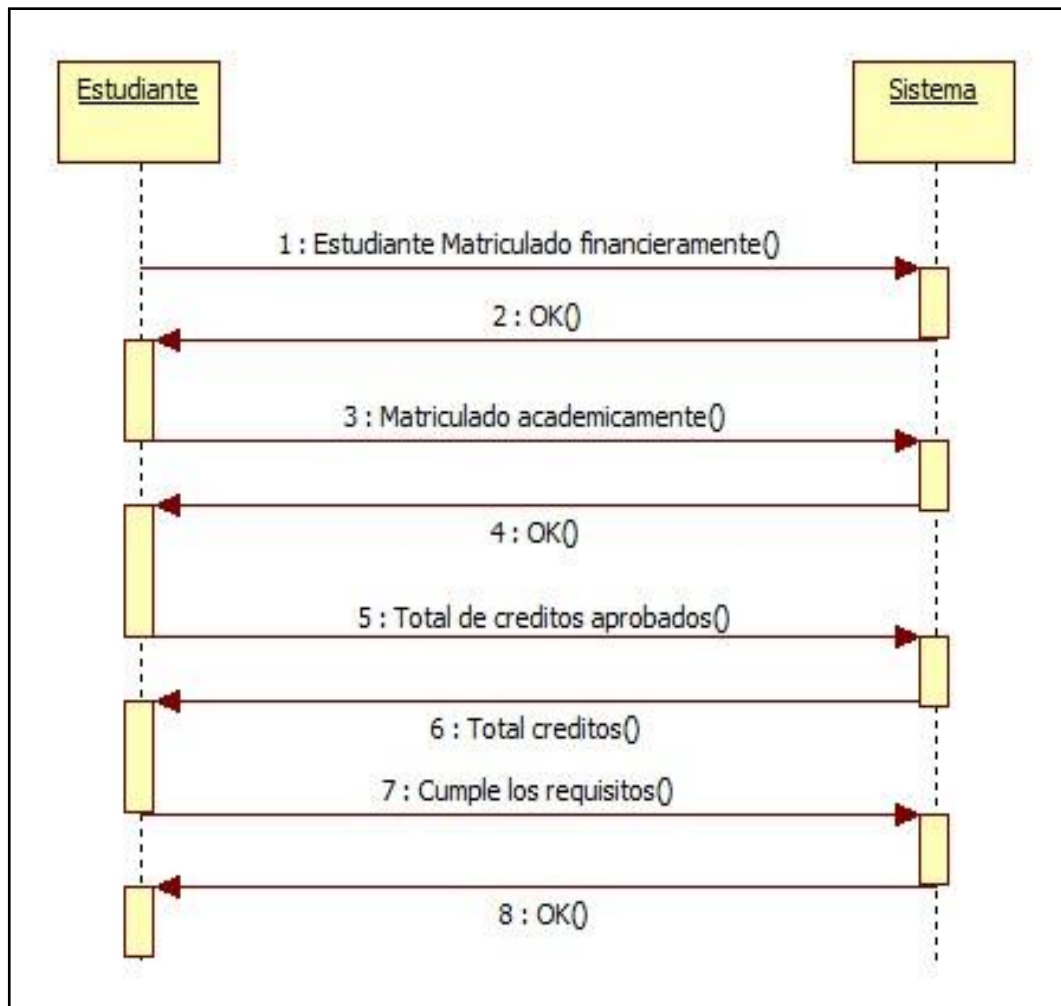 Estudiante
Sistema
1 : Estudiante Matriculado financieramente()
2 : OK()
3 : Matriculado academicamente()
4 : OK()
5 : Total de creditos aprobados()
6 : Total creditos()
7 : Cumple los requisitos()
8 : OK()